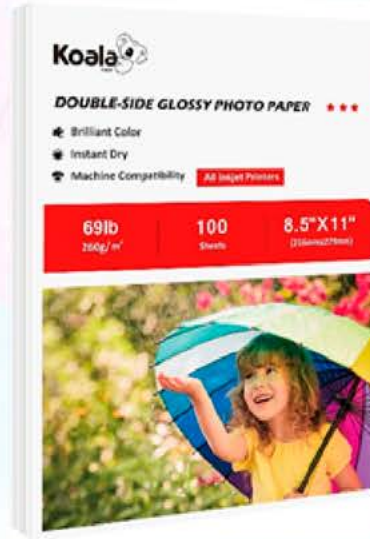 Koala
DOUBLE-SIDE GLOSSY PHOTO PAPER
Brilliant Color
Instant Dry
Machine Compatibility All Inkjet Printers
69lb 100 8.5"X11"
260g/m² Sheets (216mmx279mm)